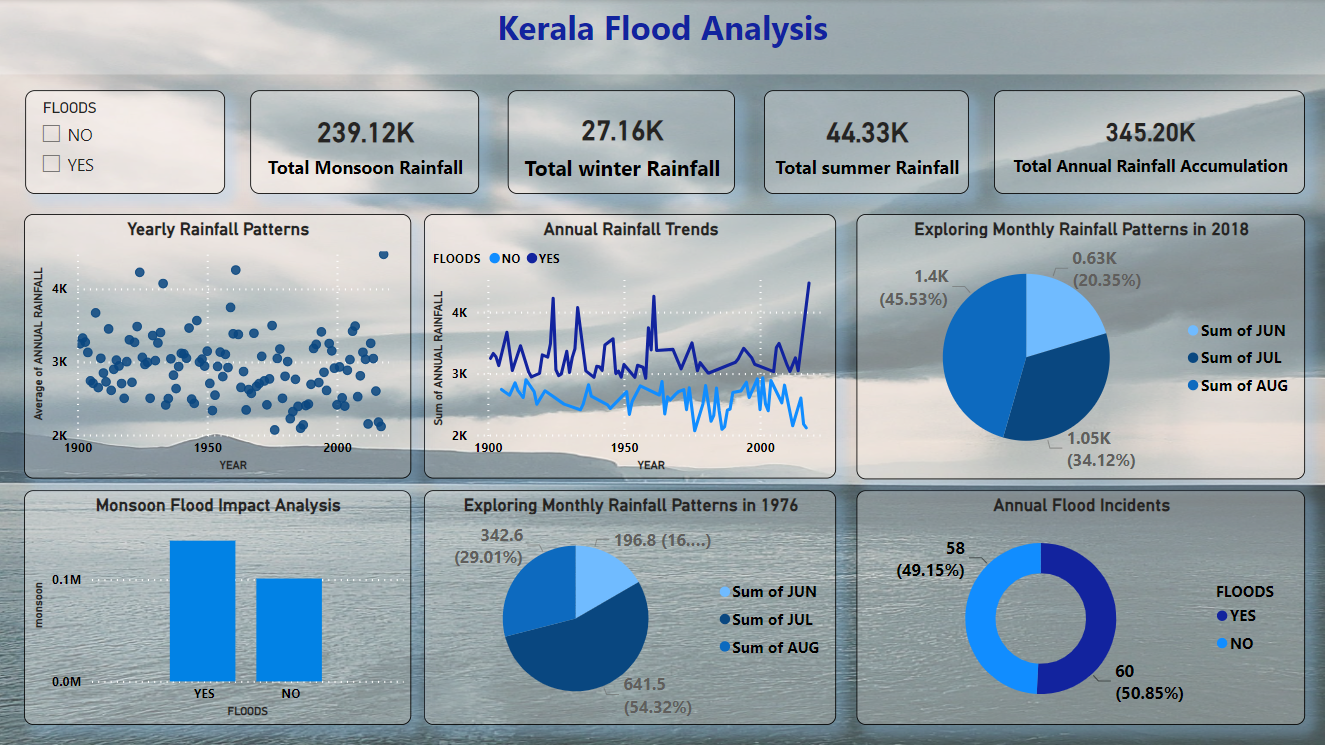 Kerala Flood Analysis
FLOODS
NO
YES
239.12K
Total Monsoon Rainfall
27.16K
Total winter Rainfall
44.33K
Total summer Rainfall
345.20K
Total Annual Rainfall Accumulation
Yearly Rainfall Patterns
Average of ANNUAL RAINFALL
4K
3K
2K
1900
1950
2000
YEAR
Annual Rainfall Trends
FLOODS NO YES
Sum of ANNUAL RAINFALL
4K
3K
2K
1900
1950
2000
YEAR
Exploring Monthly Rainfall Patterns in 2018
0.63K
(20.35%)
1.4K
(45.53%)
1.05K
(34.12%)
Sum of JUN
Sum of JUL
Sum of AUG
Monsoon Flood Impact Analysis
monsoon
0.1M
0.0M
YES
NO
FLOODS
Exploring Monthly Rainfall Patterns in 1976
342.6
(29.01%)
196.8 (16....)
641.5
(54.32%)
Sum of JUN
Sum of JUL
Sum of AUG
Annual Flood Incidents
58
(49.15%)
60
(50.85%)
FLOODS
YES
NO